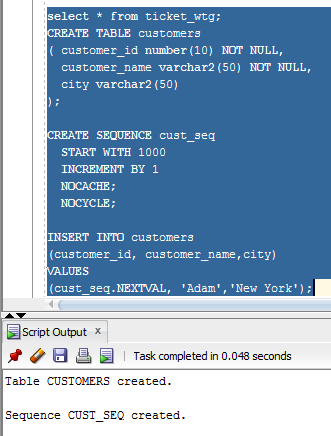 select * from ticket_wtg;
CREATE TABLE customers
( customer_id number(10) NOT NULL,
customer_name varchar2(50) NOT NULL,
city varchar2(50)
);
CREATE SEQUENCE cust_seq
START WITH 1000
INCREMENT BY 1
NOCACHE;
NOCYCLE;
INSERT INTO customers
(customer_id, customer_name,city)
VALUES
(cust_seq.NEXTVAL, 'Adam','New York');
Script Output x
Task completed in 0.048 seconds
Table CUSTOMERS created.
Sequence CUST_SEQ created.